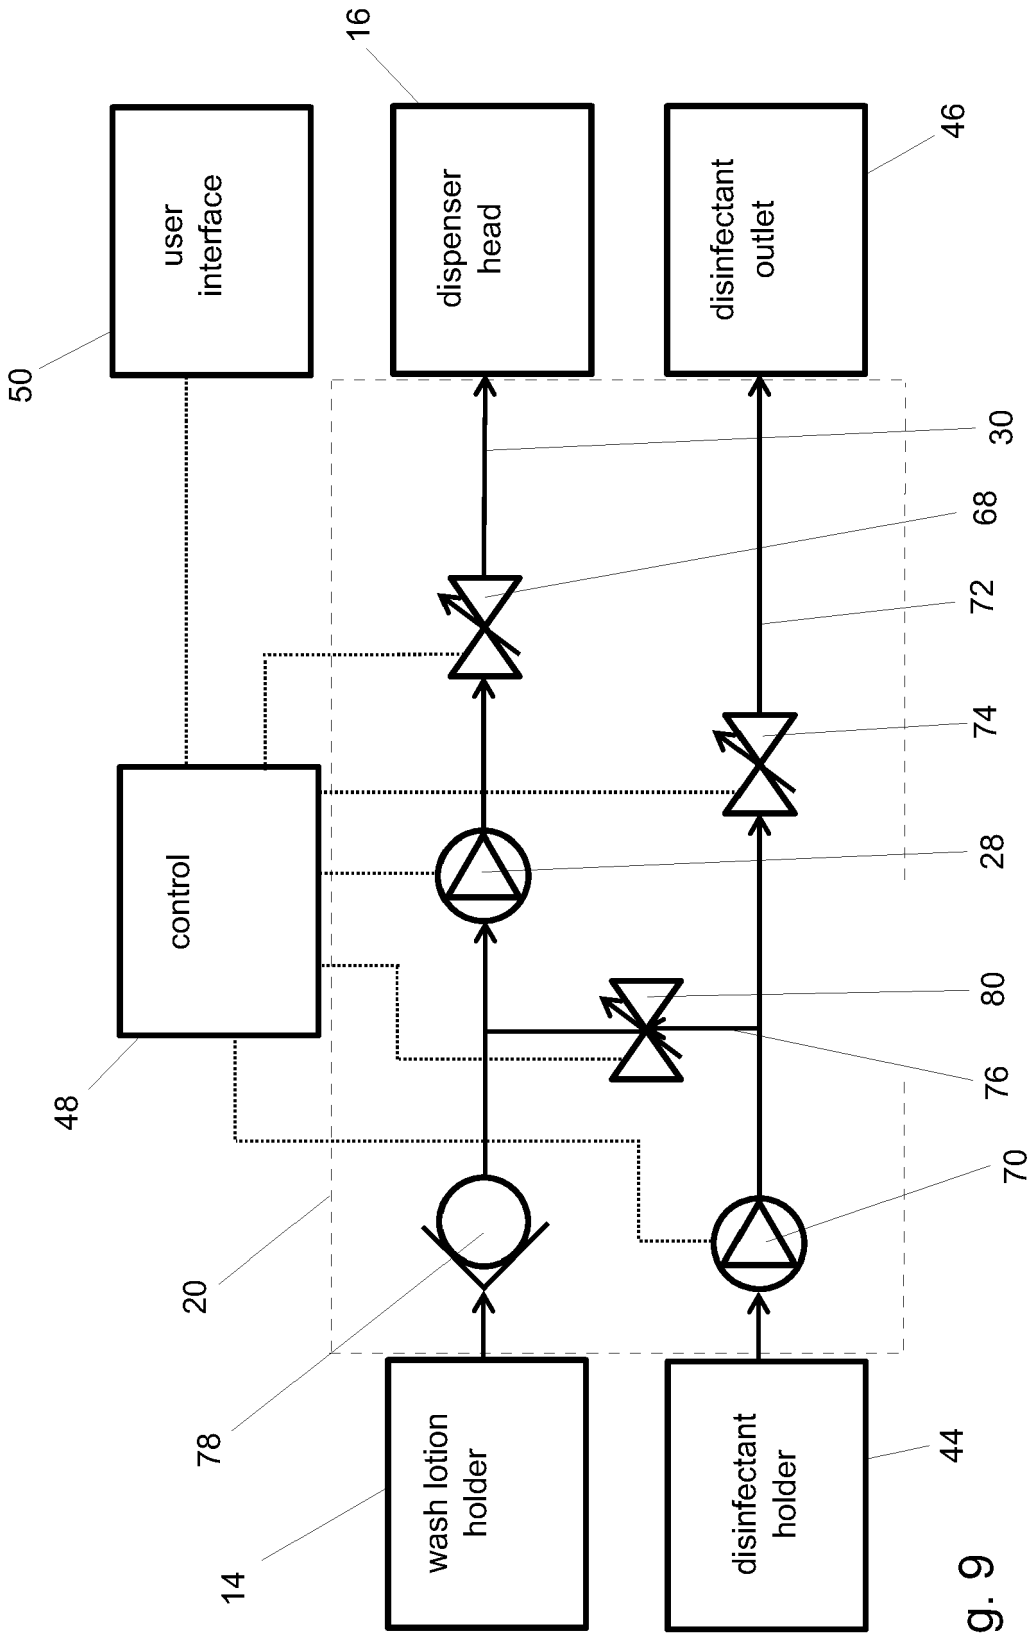 50
user
interface
16
dispenser
head
46
disinfectant
outlet
48
control
30
68
72
74
28
80
76
70
20
78
14
wash lotion
holder
44
disinfectant
holder
g. 9